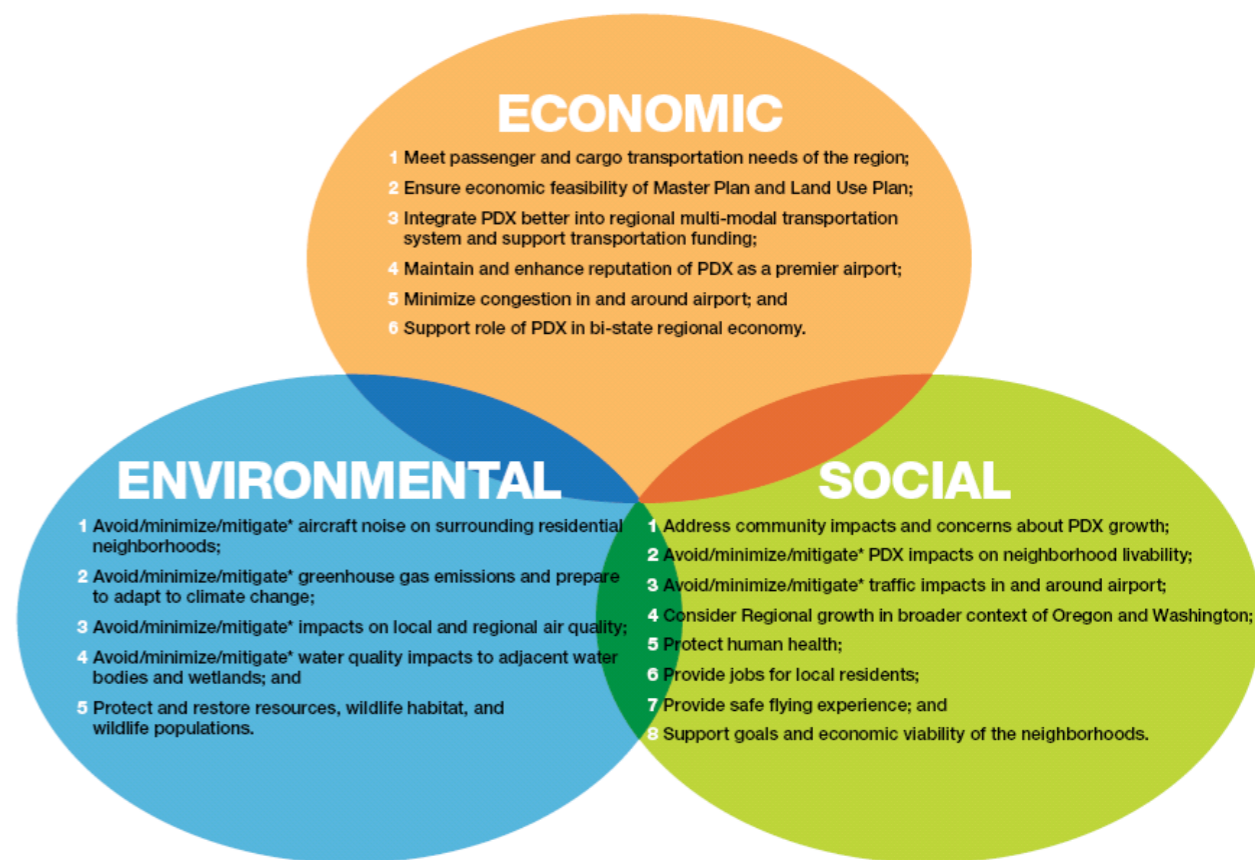 ECONOMIC
1 Meet passenger and cargo transportation needs of the region;
2 Ensure economic feasibility of Master Plan and Land Use Plan;
3 Integrate PDX better into regional multi-modal transportation
system and support transportation funding;
4 Maintain and enhance reputation of PDX as a premier airport;
5 Minimize congestion in and around airport; and
6 Support role of PDX in bi-state regional economy.
ENVIRONMENTAL
1 Avoid/minimize/mitigate* aircraft noise on surrounding residential
neighborhoods;
2 Avoid/minimize/mitigate* greenhouse gas emissions and prepare
to adapt to climate change;
3 Avoid/minimize/mitigate* impacts on local and regional air quality;
4 Avoid/minimize/mitigate* water quality impacts to adjacent water
bodies and wetlands; and
5 Protect and restore resources, wildlife habitat, and
wildlife populations.
SOCIAL
1 Address community impacts and concerns about PDX growth;
2 Avoid/minimize/mitigate* PDX impacts on neighborhood livability;
3 Avoid/minimize/mitigate* traffic impacts in and around airport;
4 Consider Regional growth in broader context of Oregon and Washington;
5 Protect human health;
6 Provide jobs for local residents;
7 Provide safe flying experience; and
8 Support goals and economic viability of the neighborhoods.